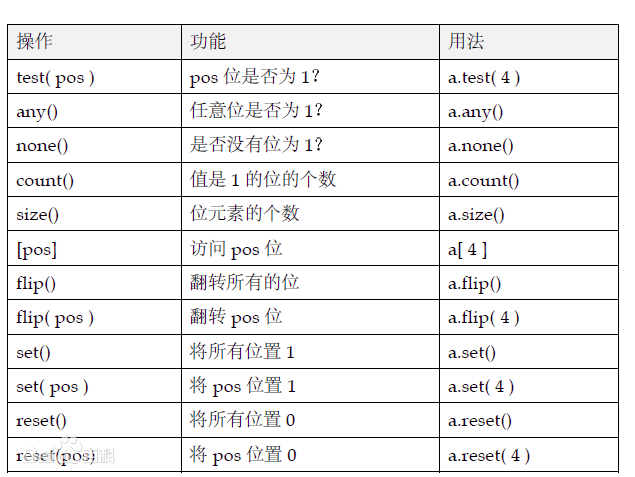 操作 功能 用法
test( pos ) pos 位是否为 1? a.test( 4 )
any() 任意位是否为 1? a.any()
none() 是否没有位为 1? a.none()
count() 值是 1 的位的个数 a.count()
size() 位元素的个数 a.size()
[pos] 访问 pos 位 a[ 4 ]
flip() 翻转所有的位 a.flip()
flip( pos ) 翻转 pos 位 a.flip( 4 )
set() 将所有位置 1 a.set()
set( pos ) 将 pos 位置 1 a.set( 4 )
reset() 将所有位置 0 a.reset()
reset(pos) 将 pos 位置 0 a.reset( 4 )